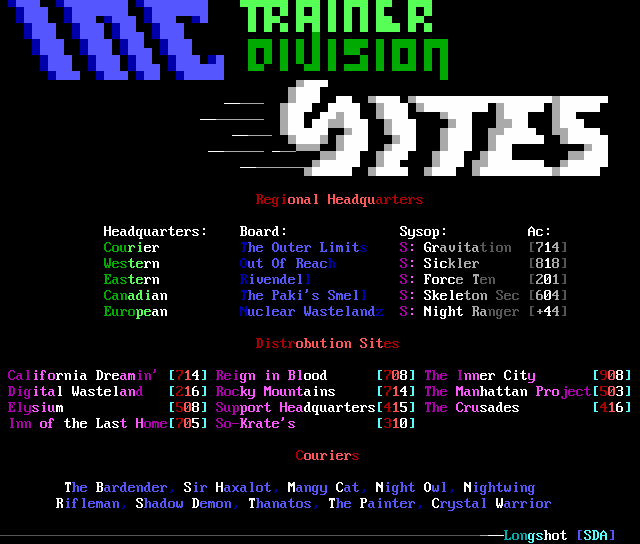 INC TRAINER
DIVISION
SITES
Regional Headquarters
Headquarters: Board: Sysop: Ac:
Courier The Outer Limits S: Gravitation [714]
Western Out Of Reach S: Sickler [818]
Eastern Rivendell S: Force Ten [201]
Canadian The Paki's Smell S: Skeleton Sec [604]
European Nuclear Wastelandz S: Night Ranger [+44]
Distrobution Sites
California Dreamin' [714] Reign in Blood [708] The Inner City [908]
Digital Wasteland [216] Rocky Mountains [714] The Manhattan Project[503]
Elysium [508] Support Headquarters[415] The Crusades [416]
Inn of the Last Home[705] So-Krate's [310]
Couriers
The Bardender, Sir Haxalot, Mangy Cat, Night Owl, Nightwing
Rifleman, Shadow Demon, Thanatos, The Painter, Crystal Warrior
Longshot [SDA]